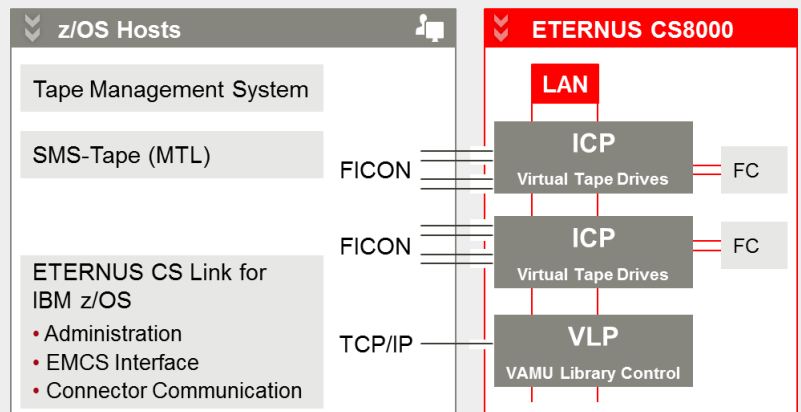 z/OS Hosts
Tape Management System
SMS-Tape (MTL)
ETERNUS CS Link for
IBM z/OS
• Administration
• EMCS Interface
• Connector Communication
FICON
FICON
TCP/IP
ETERNUS CS8000
LAN
ICP
Virtual Tape Drives
FC
ICP
Virtual Tape Drives
FC
VLP
VAMU Library Control